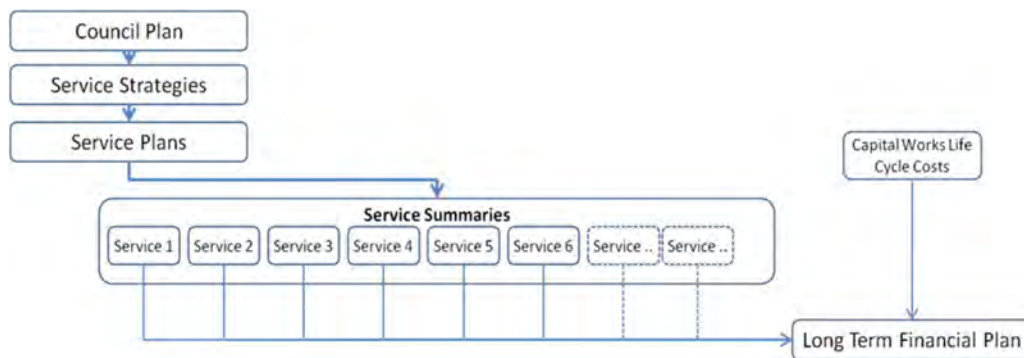 Council Plan
Service Strategies
Service Plans
Capital Works Life
Cycle Costs
Service Summaries
Service 1 Service 2 Service 3 Service 4 Service 5 Service 6 Service .. Service ..
Long Term Financial Plan